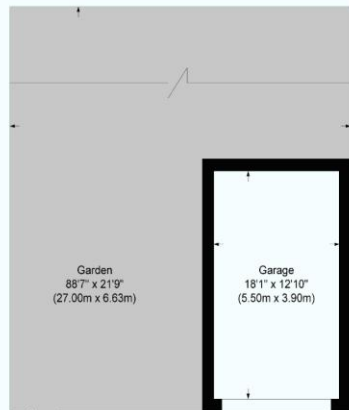 Garden
88'7" x 21'9"
(27.00m x 6.63m)
Garage
18'1" x 12'10"
(5.50m x 3.90m)